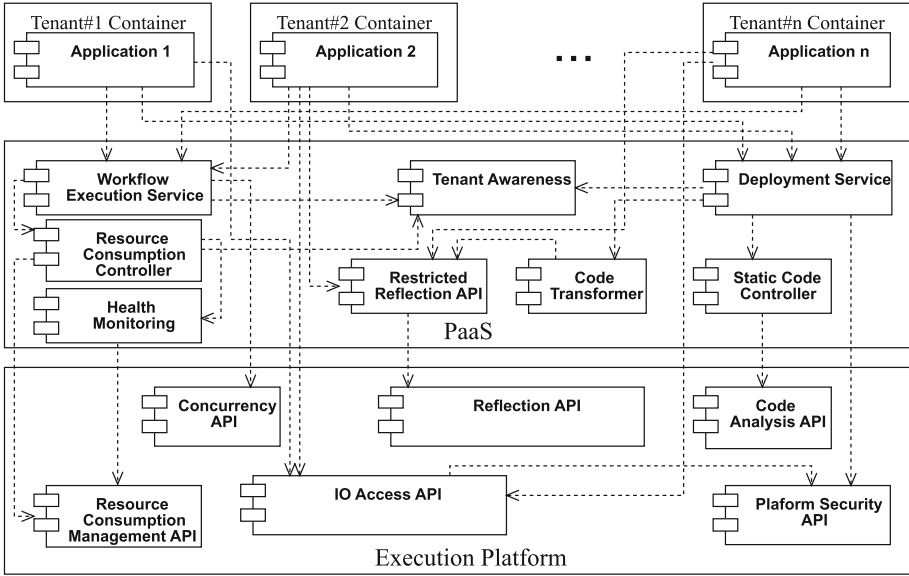 Tenant#1 Container
Application 1
Tenant#2 Container
Application 2
...
Tenant#n Container
Application n
Workflow
Execution Service
Tenant Awareness
Deployment Service
Resource
Consumption
Controller
Restricted
Reflection API
Code
Transformer
Static Code
Controller
Health
Monitoring
PaaS
Concurrency
API
Reflection API
Code
Analysis API
Resource
Consumption
Management API
IO Access API
Plaform Security
API
Execution Platform